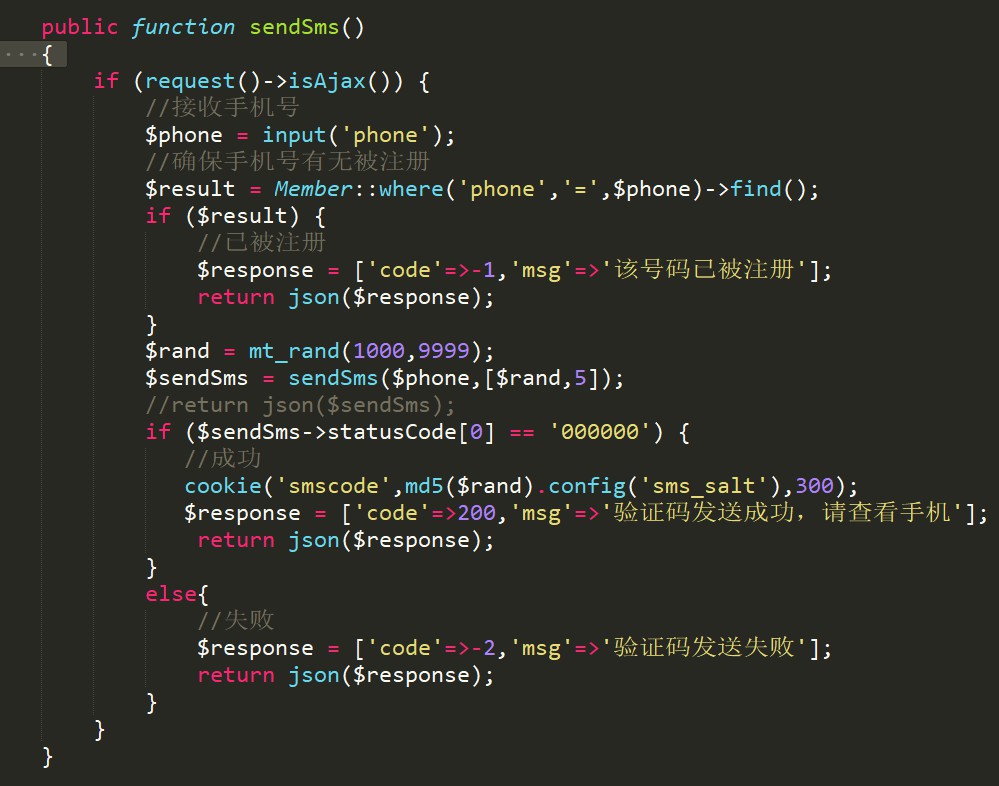 public function sendSms()
{
if (request()->isAjax()) {
//接收手机号
$phone = input('phone');
//确保手机号有无被注册
$result = Member::where('phone','=',$phone)->find();
if ($result) {
//已被注册
$response = ['code'=>-1,'msg'=>'该号码已被注册'];
return json($response);
}
$rand = mt_rand(1000,9999);
$sendSms = sendSms($phone,[$rand,5]);
//return json($sendSms);
if ($sendSms->statusCode[0] == '000000') {
//成功
cookie('smscode',md5($rand).config('sms_salt'),300);
$response = ['code'=>200,'msg'=>'验证码发送成功，请查看手机'];
return json($response);
}
else{
//失败
$response = ['code'=>-2,'msg'=>'验证码发送失败'];
return json($response);
}
}
}